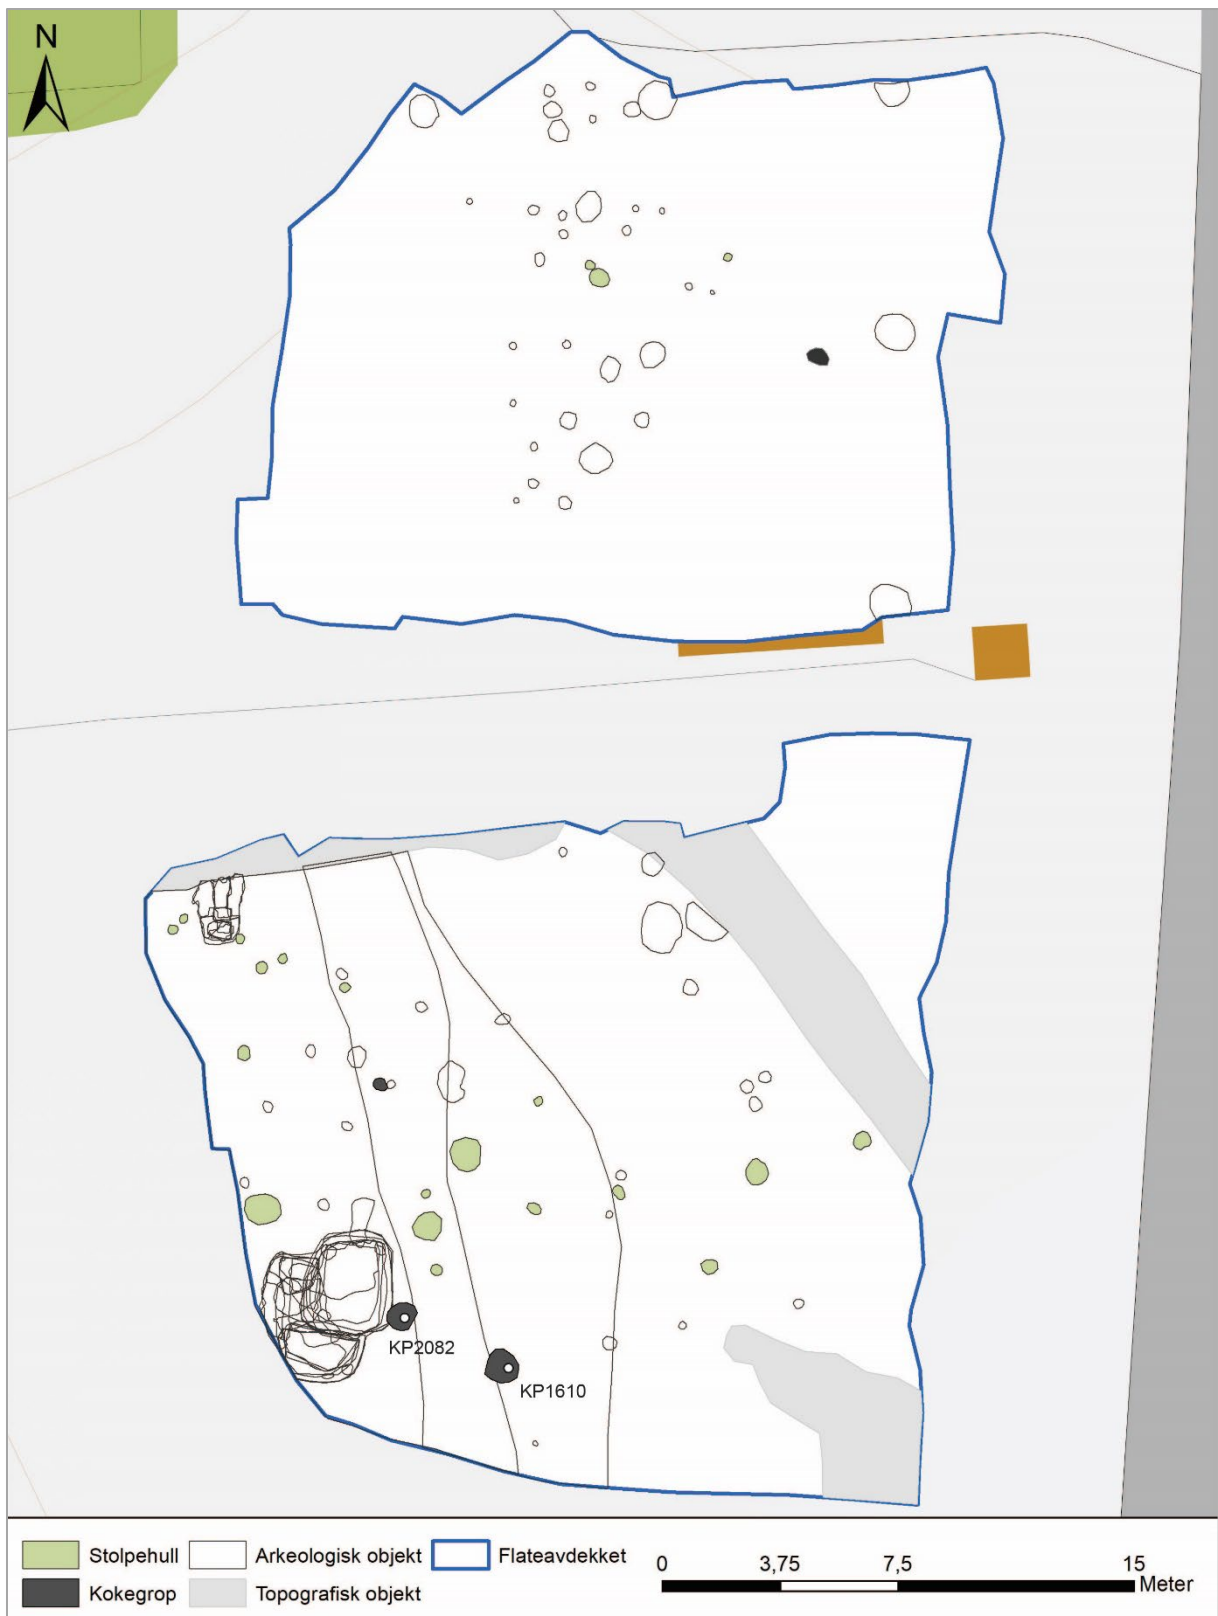 N
KP2082
KP1610
Stolpehull Arkeologisk objekt Flateavdekket
Kokegrop Topografisk objekt
0 3,75 7,5 15
Meter